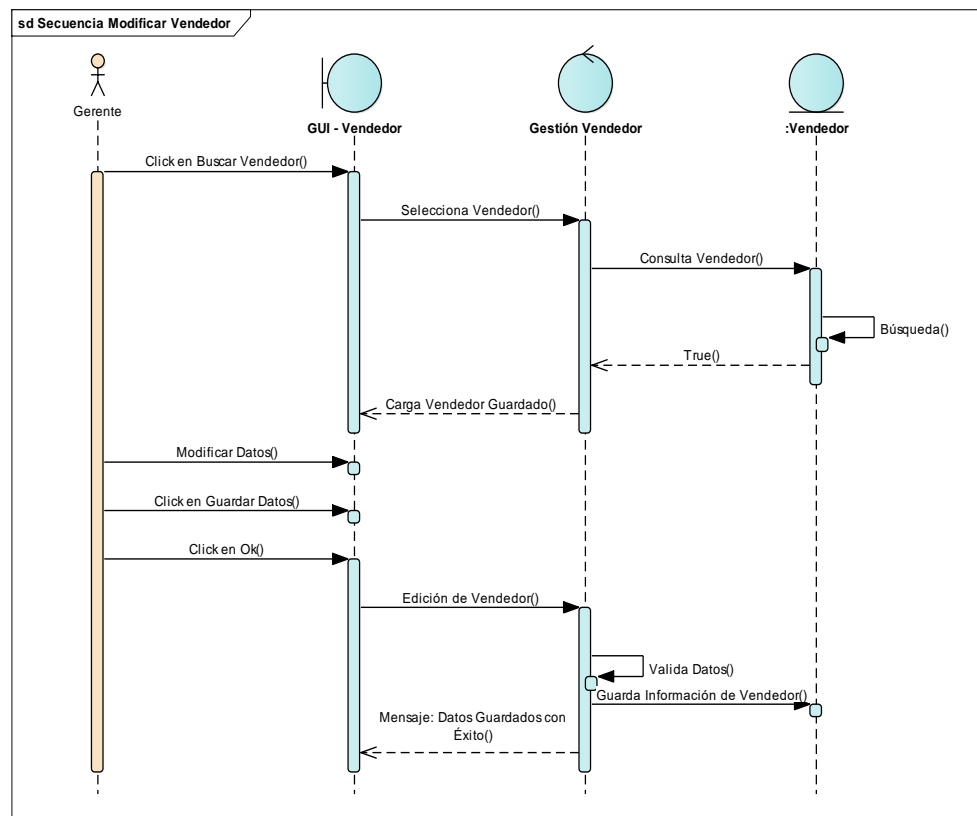 sd Secuencia Modificar Vendedor
Gerente
GUI - Vendedor
Gestión Vendedor
:Vendedor
Click en Buscar Vendedor()
Selecciona Vendedor()
Consulta Vendedor()
Búsqueda()
True()
Carga Vendedor Guardado()
Modificar Datos()
Click en Guardar Datos()
Click en Ok()
Edición de Vendedor()
Valida Datos()
Guarda Información de Vendedor()
Mensaje: Datos Guardados con
Éxito()